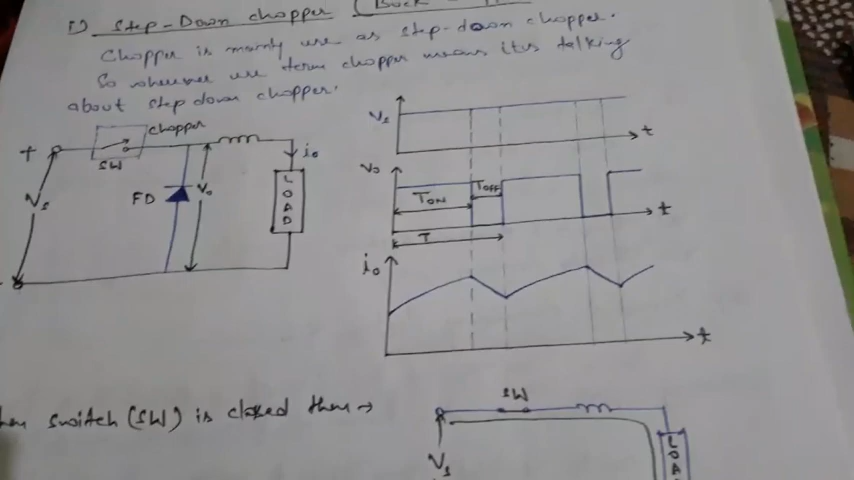 i) Step-Down chopper (Buck
Chopper is mainly use as step-down chopper.
So whenever we term chopper means its talking
about step down chopper.
chopper
+
SW
Vs
FD
Vo
io
LOAD
Vs
t
Vo
TON
TOFF
T
t
io
t
switch (SW) is closed then →
SW
Vs
LOA